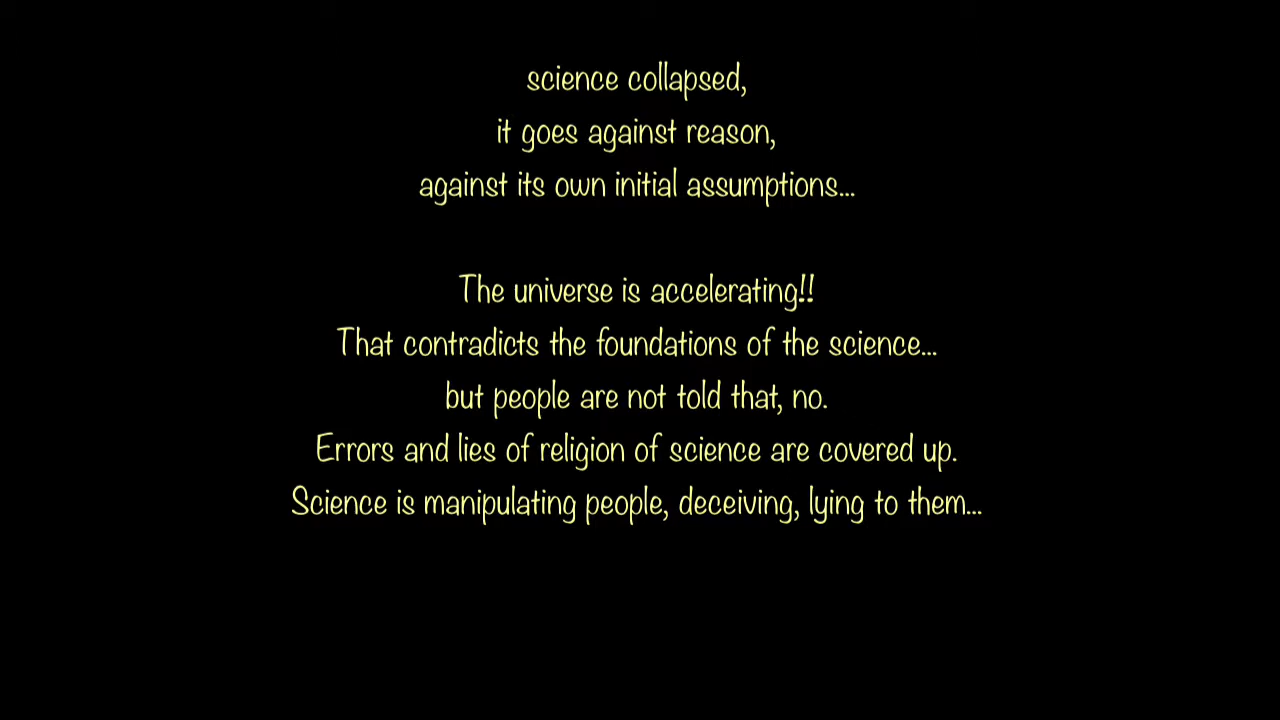 science collapsed,
it goes against reason,
against its own initial assumptions...
The universe is accelerating!!
That contradicts the foundations of the science...
but people are not told that, no.
Errors and lies of religion of science are covered up.
Science is manipulating people, deceiving, lying to them...